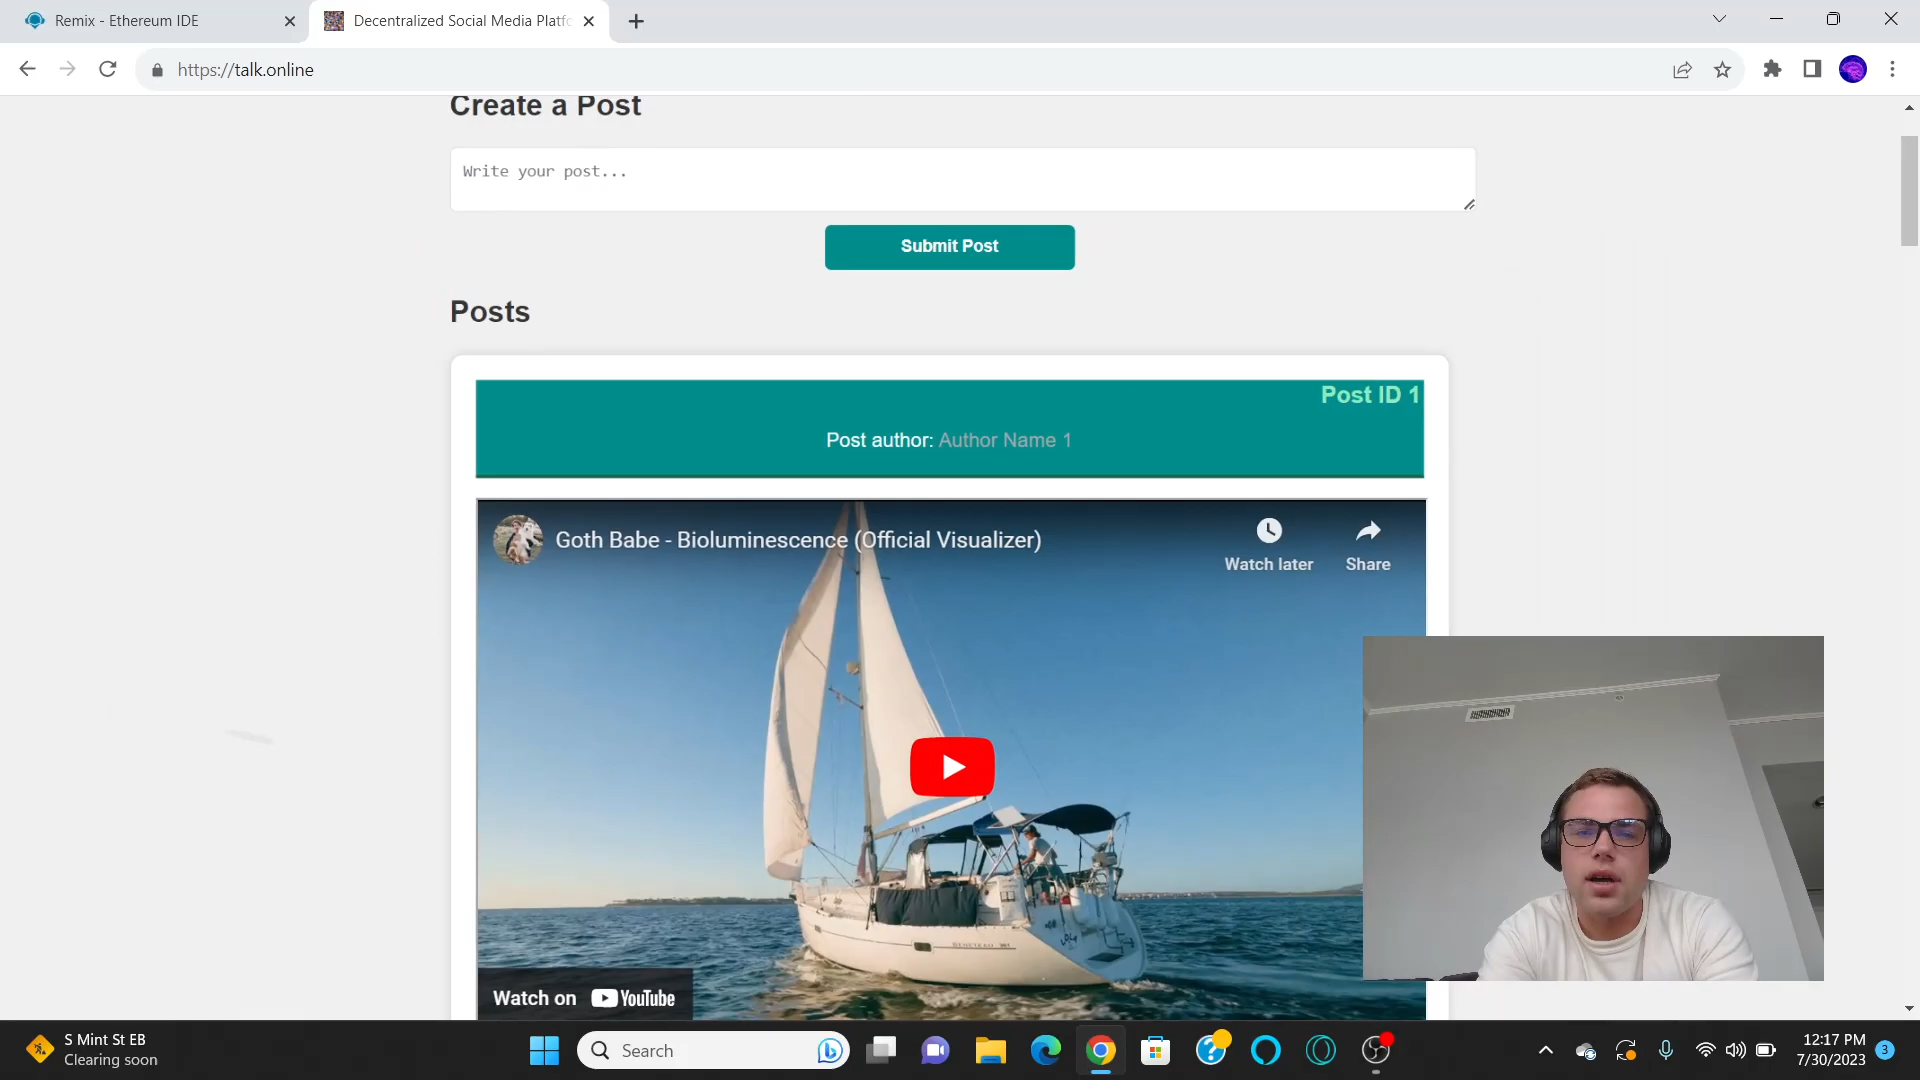 Remix - Ethereum IDE
Decentralized Social Media Platfo
https://talk.online
Create a Post
Write your post...
Submit Post
Posts
Post ID 1
Post author: Author Name 1
Goth Babe - Bioluminescence (Official Visualizer)
Watch later
Share
Watch on YouTube
S Mint St EB
Clearing soon
Search
12:17 PM
7/30/2023
3